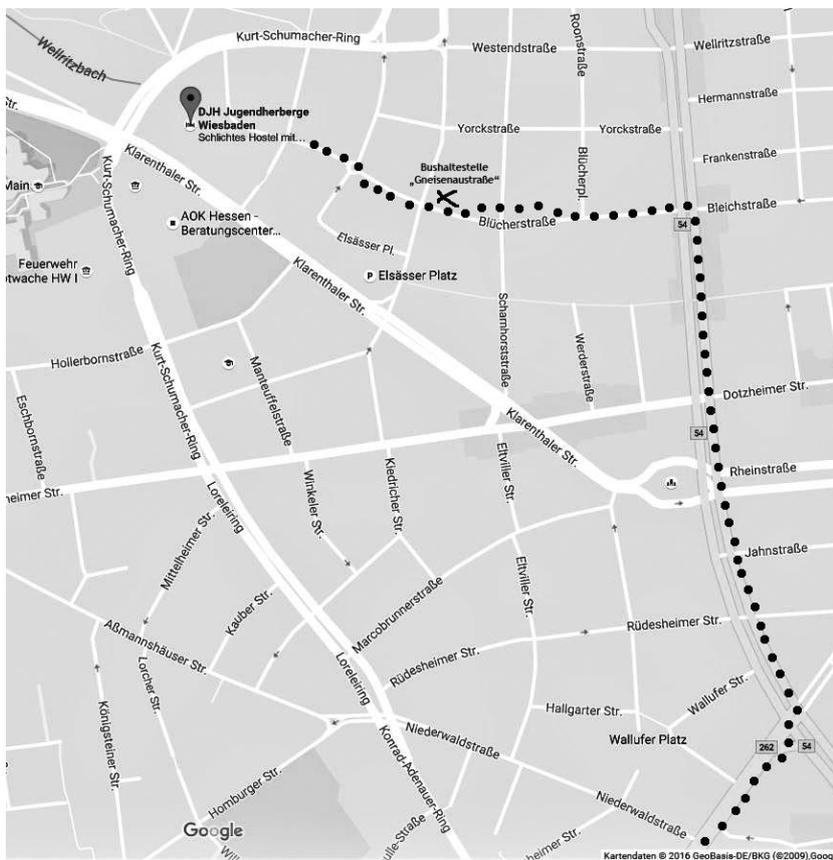 Kurt-Schumacher-Ring
Wellritzbach
Westendstraße
Roonstraße
Wellritzstraße
Str.
DJH Jugendherberge
Wiesbaden
Schlichtes Hostel mit...
Hermannstraße
Yorckstraße
Yorckstraße
Klarenthaler Str.
Bushaltestelle
„Gneisenaustraße“
Blücherpl.
Frankenstraße
Main
Kurt-Schumacher-Ring
AOK Hessen -
Beratungscenter...
Blücherstraße
Bleichstraße
54
Elsässer Pl.
Feuerwehr
otwache HW I
Elsässer Platz
Klarenthaler Str.
Scharnhorststraße
Werderstraße
Hollerbornstraße
Kurt-Schumacher-Ring
Manteuffelstraße
Eschbornstraße
Dotzheimer Str.
Klarenthaler Str.
54
Kiedricher Str.
Eltviller Str.
Winkeler Str.
Rheinstraße
heimer Str.
Loreleiring
Mittelheimer Str.
Jahnstraße
Eltviller Str.
Kauber Str.
Marcobrunnerstraße
Aßmannshäuser Str.
Rüdesheimer Str.
Loreleiring
Lorcher Str.
Rüdesheimer Str.
Königsteiner Str.
Wallufer Str.
Hallgarter Str.
Niederwaldstraße
Wallufer Platz
262
54
Konrad-Adenauer-Ring
Homburger Str.
Niederwaldstraße
Google
ulle-Straße
Kartendaten © 2016 GeoBasis-DE/BKG (©2009),Goo